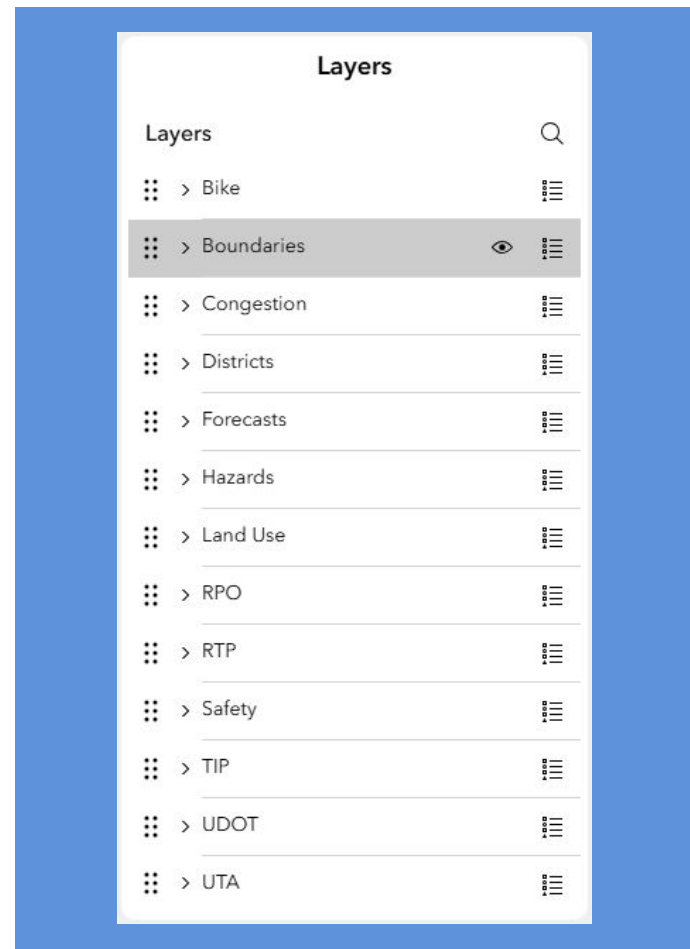 Layers
Layers
Bike
Boundaries
Congestion
Districts
Forecasts
Hazards
Land Use
RPO
RTP
Safety
TIP
UDOT
UTA